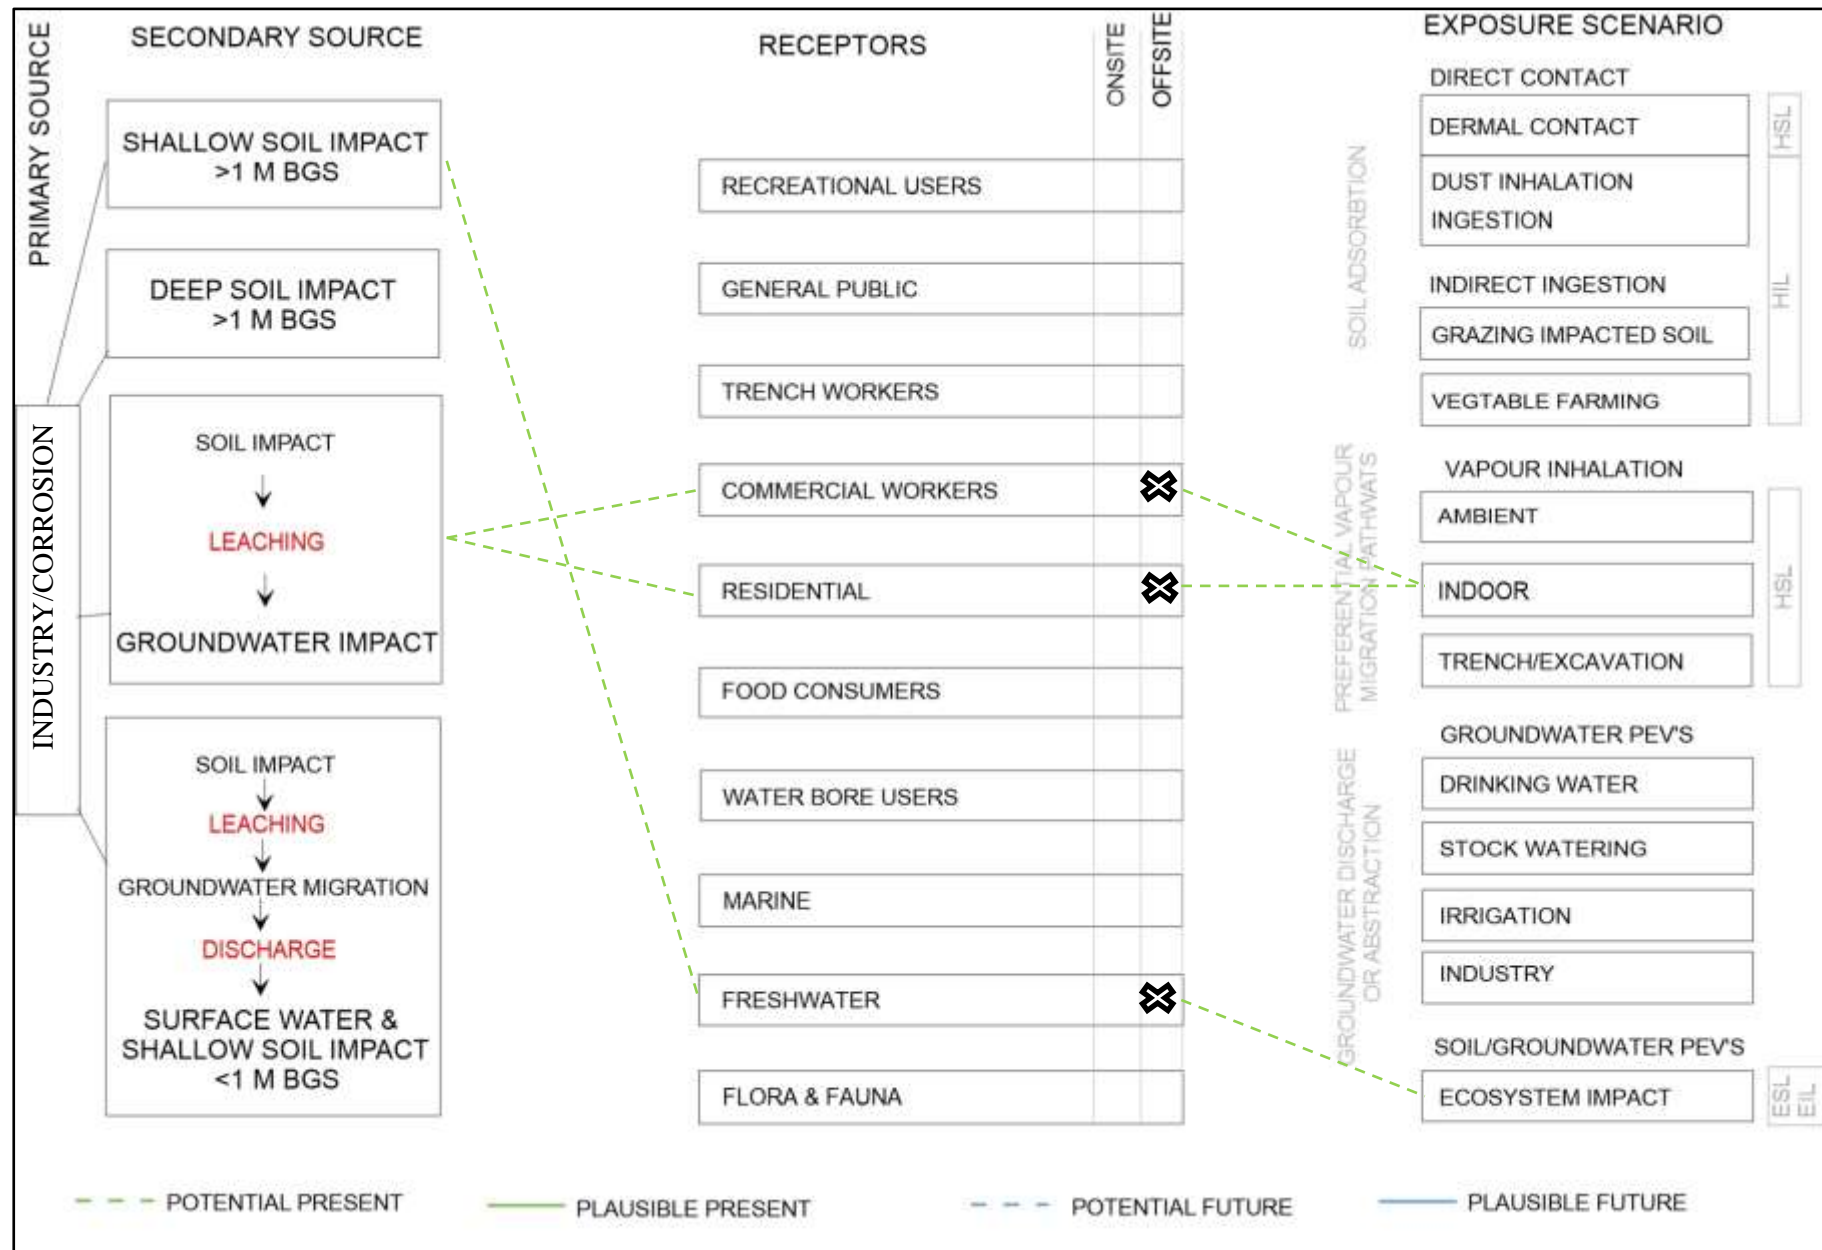 PRIMARY SOURCE
SECONDARY SOURCE
SHALLOW SOIL IMPACT
>1 M BGS
DEEP SOIL IMPACT
>1 M BGS
INDUSTRY/CORROSION
SOIL IMPACT
LEACHING
GROUNDWATER IMPACT
SOIL IMPACT
LEACHING
GROUNDWATER MIGRATION
DISCHARGE
SURFACE WATER &
SHALLOW SOIL IMPACT
<1 M BGS
RECEPTORS
ONSITE
OFFSITE
RECREATIONAL USERS
GENERAL PUBLIC
TRENCH WORKERS
COMMERCIAL WORKERS
RESIDENTIAL
FOOD CONSUMERS
WATER BORE USERS
MARINE
FRESHWATER
FLORA & FAUNA
SOIL ADSORBTION
PREFERENTIAL VAPOUR
MIGRATION PATHWATS
GROUNDWATER DISCHARGE
OR ABSTRACTION
EXPOSURE SCENARIO
DIRECT CONTACT
DERMAL CONTACT
DUST INHALATION
INGESTION
INDIRECT INGESTION
GRAZING IMPACTED SOIL
VEGTABLE FARMING
VAPOUR INHALATION
AMBIENT
INDOOR
TRENCH/EXCAVATION
GROUNDWATER PEV'S
DRINKING WATER
STOCK WATERING
IRRIGATION
INDUSTRY
SOIL/GROUNDWATER PEV'S
ECOSYSTEM IMPACT
HSL
HIL
HSL
ESL
EIL
POTENTIAL PRESENT
PLAUSIBLE PRESENT
POTENTIAL FUTURE
PLAUSIBLE FUTURE